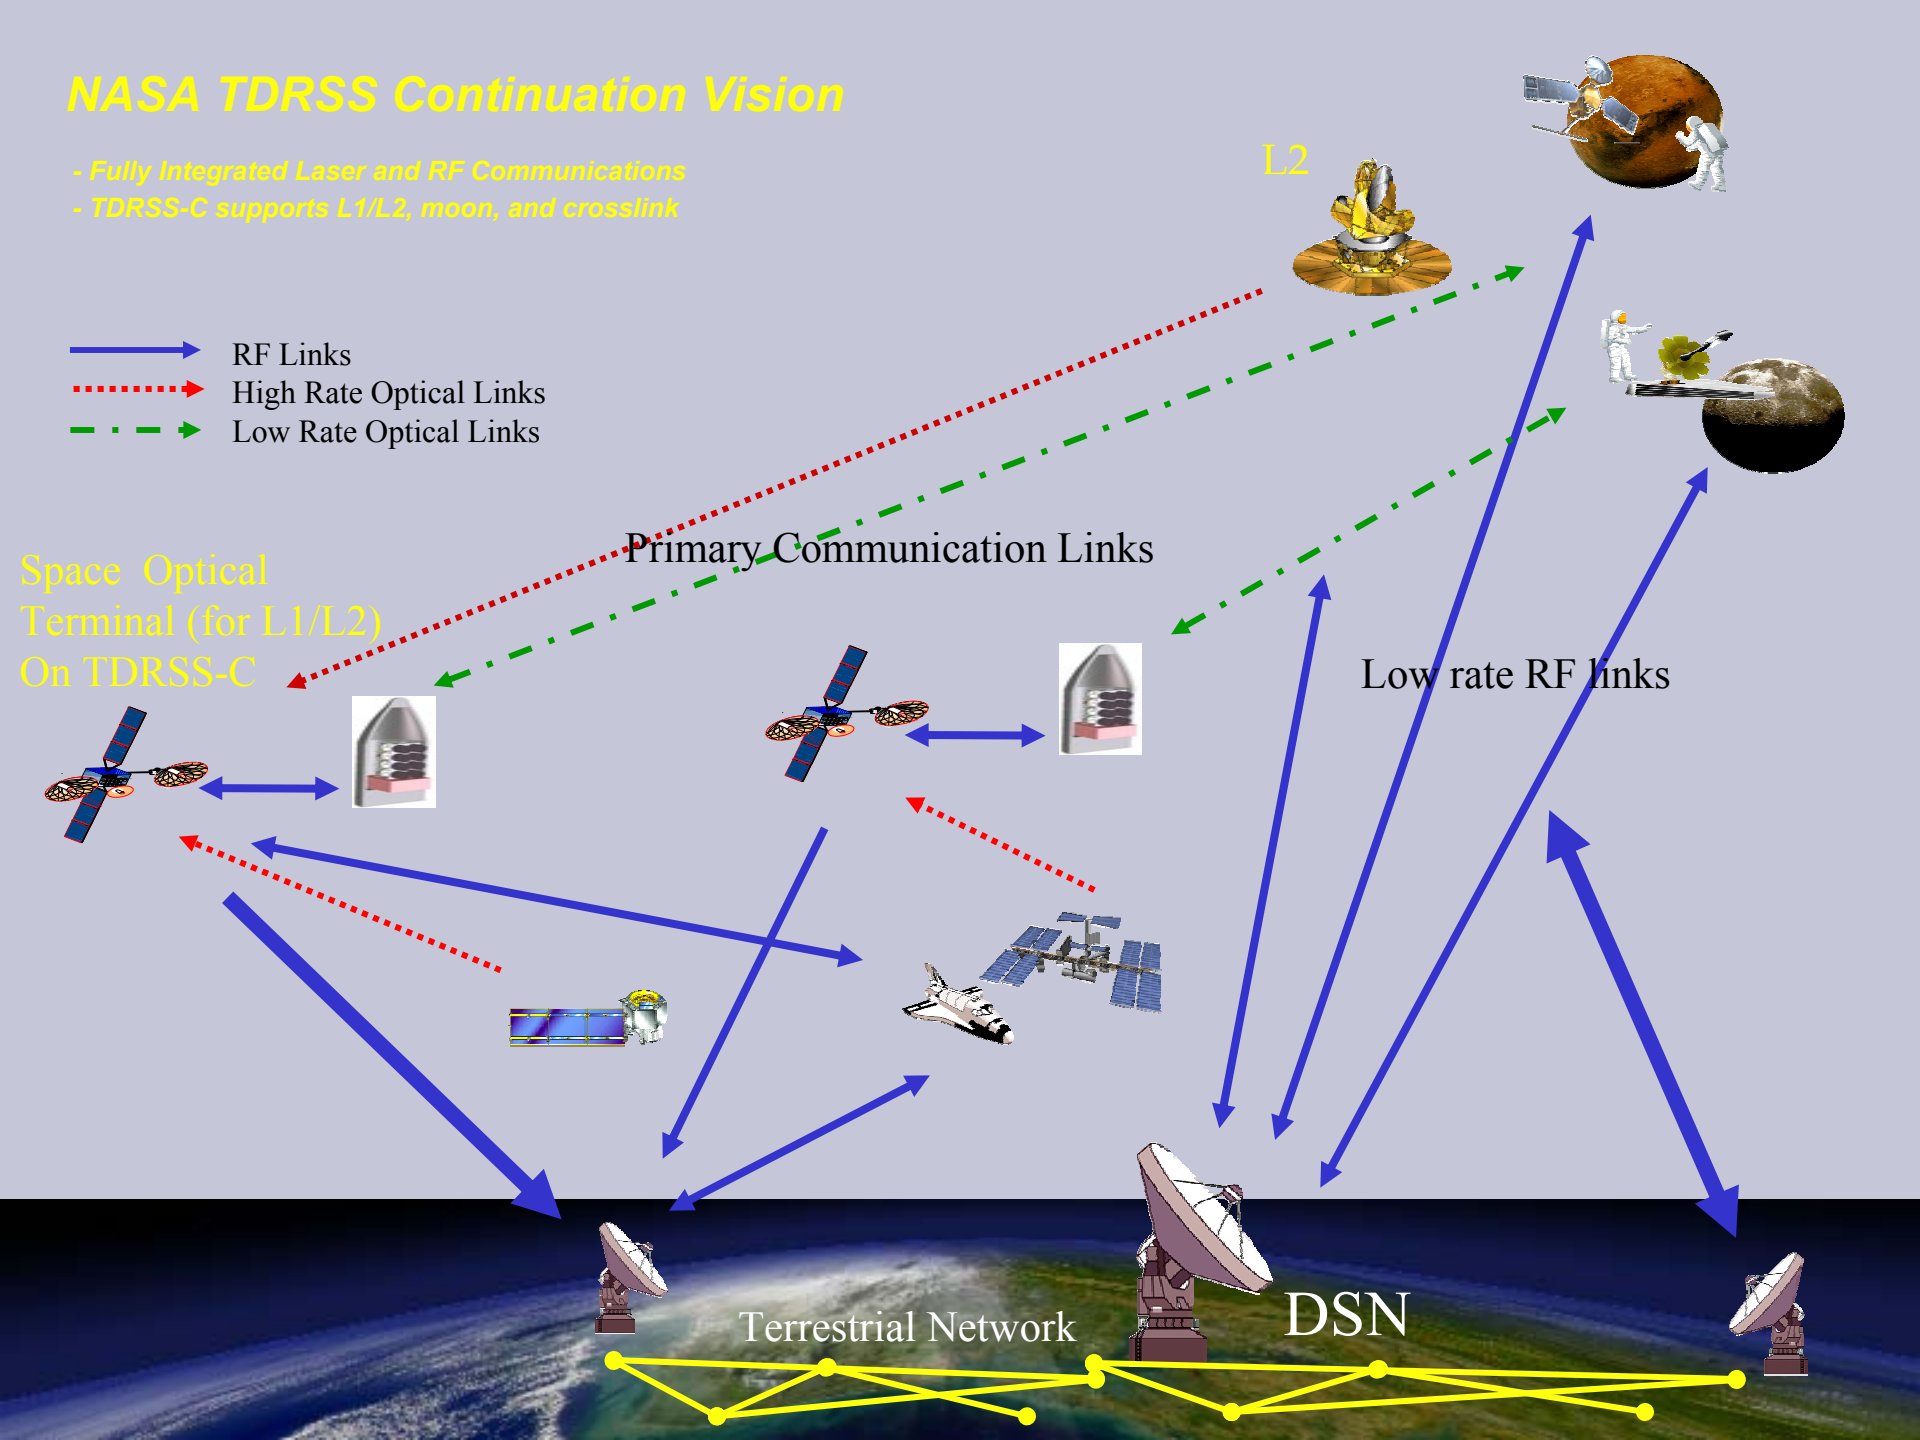 NASA TDRSS Continuation Vision
- Fully Integrated Laser and RF Communications
- TDRSS-C supports L1/L2, moon, and crosslink
L2
RF Links
High Rate Optical Links
Low Rate Optical Links
Primary Communication Links
Space Optical
Terminal (for L1/L2)
On TDRSS-C
Low rate RF links
Terrestrial Network
DSN